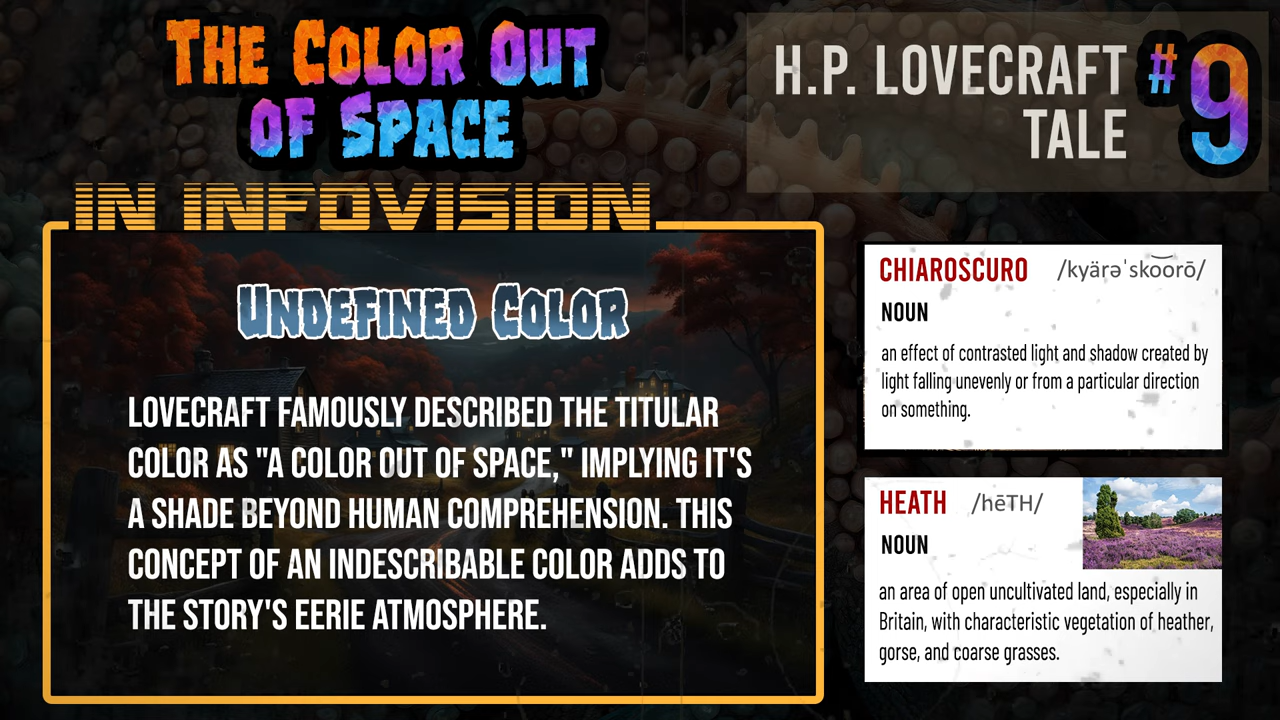 The Color Out
of Space
H.P. LOVECRAFT #9
TALE
IN INFOVISION
Undefined Color
LOVECRAFT FAMOUSLY DESCRIBED THE TITULAR
COLOR AS "A COLOR OUT OF SPACE," IMPLYING IT'S
A SHADE BEYOND HUMAN COMPREHENSION. THIS
CONCEPT OF AN INDESCRIBABLE COLOR ADDS TO
THE STORY'S EERIE ATMOSPHERE.
CHIAROSCURO /kyärəˈsko͝orō/
NOUN
an effect of contrasted light and shadow created by
light falling unevenly or from a particular direction
on something.
HEATH /hēTH/
NOUN
an area of open uncultivated land, especially in
Britain, with characteristic vegetation of heather,
gorse, and coarse grasses.